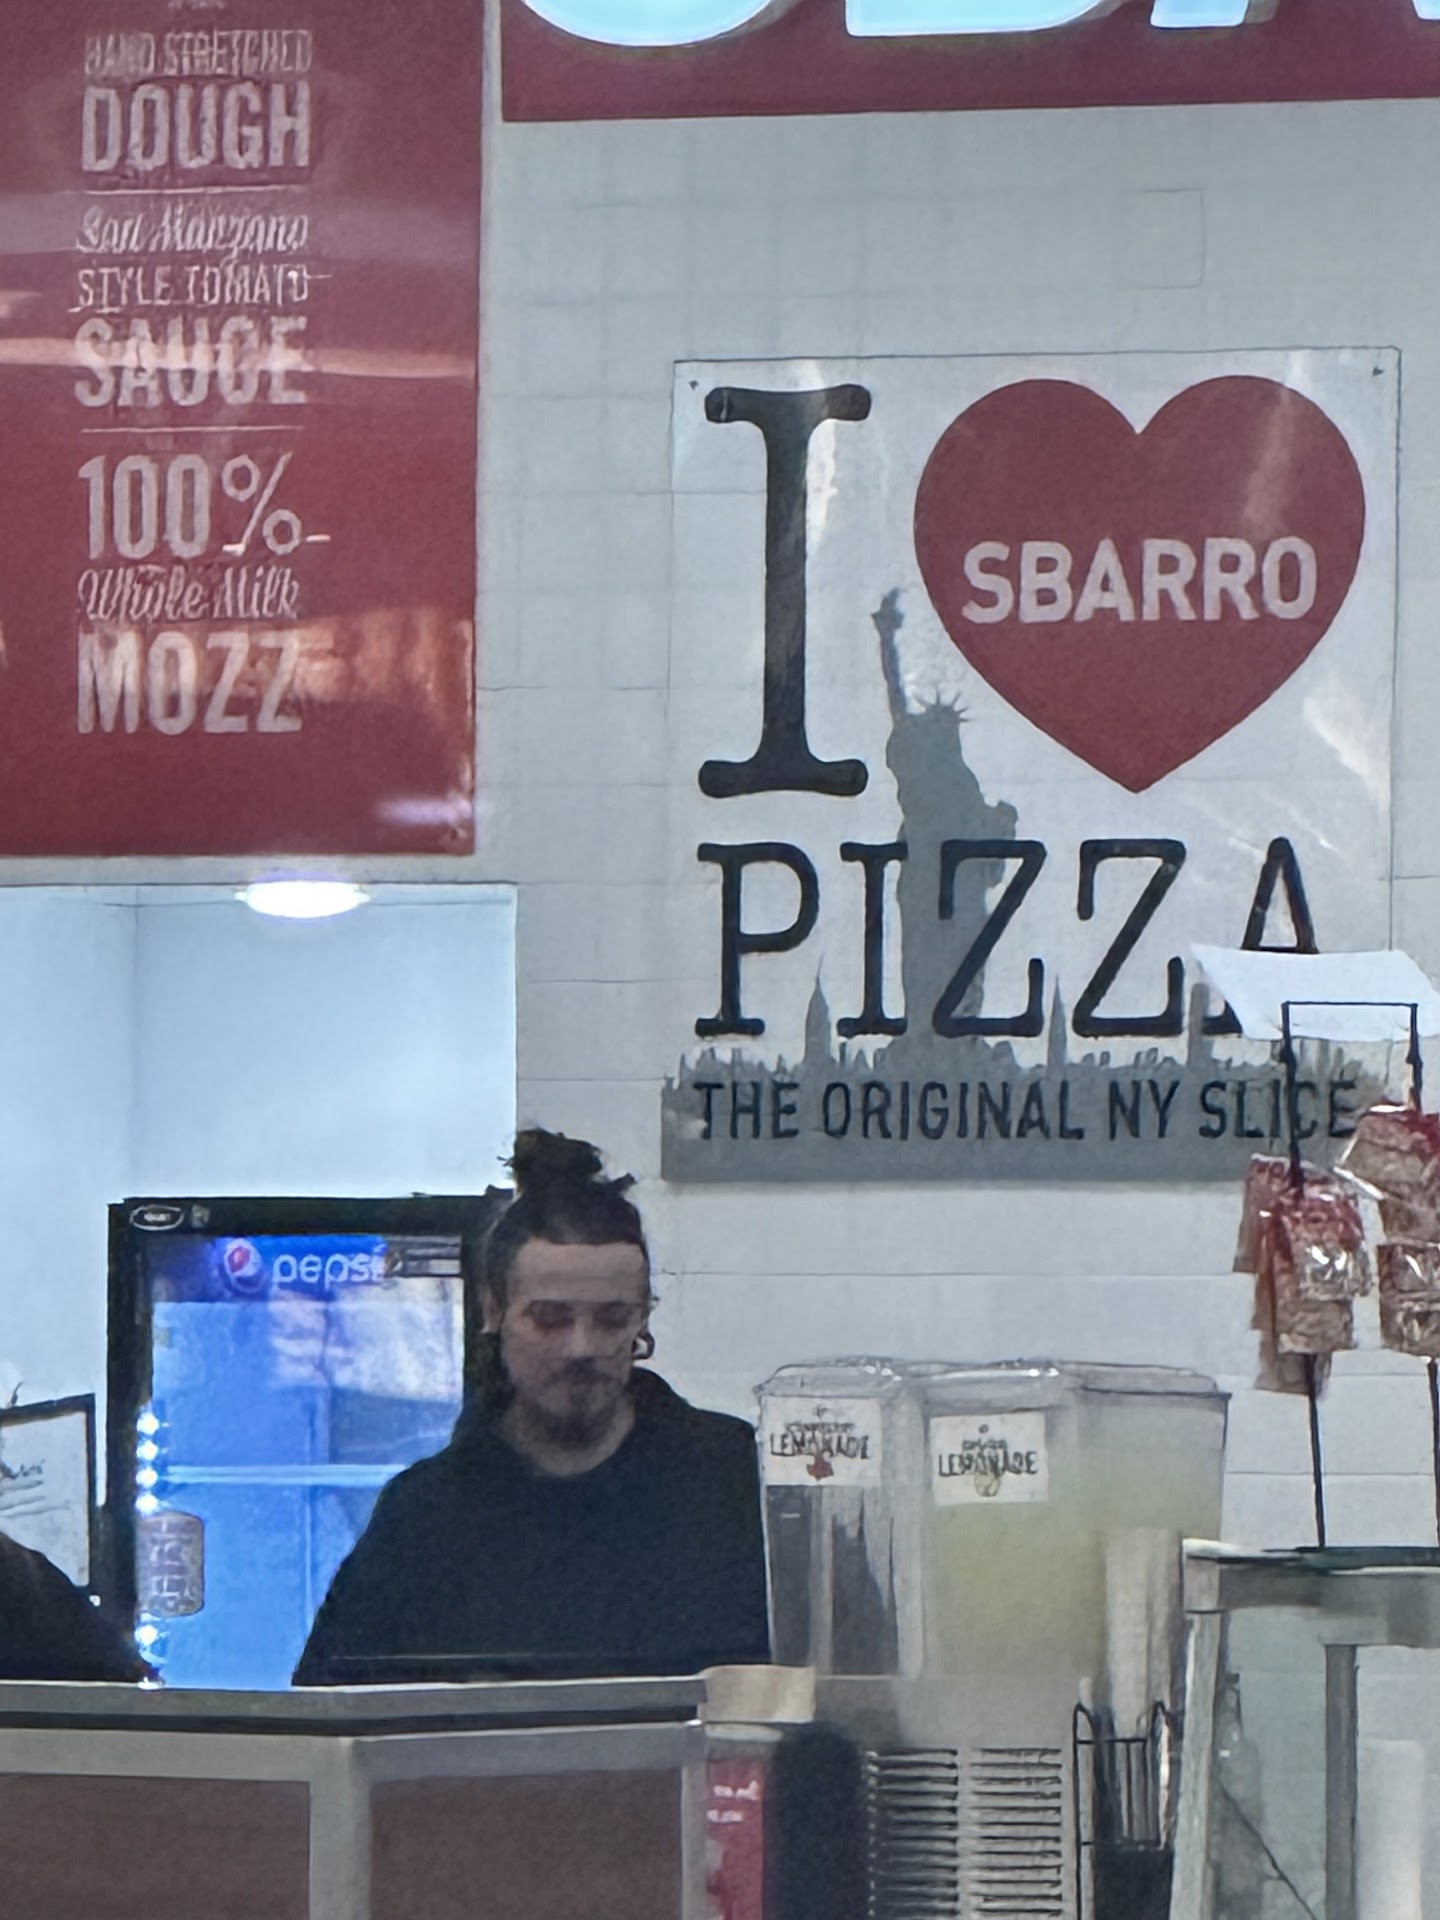 HAND STRETCHED
DOUGH
San Manzano
STYLE TOMATO
SAUCE
100%
Whole Milk
MOZZ
I
SBARRO
PIZZA
THE ORIGINAL NY SLICE
pepsi
LEMONADE
LEMONADE